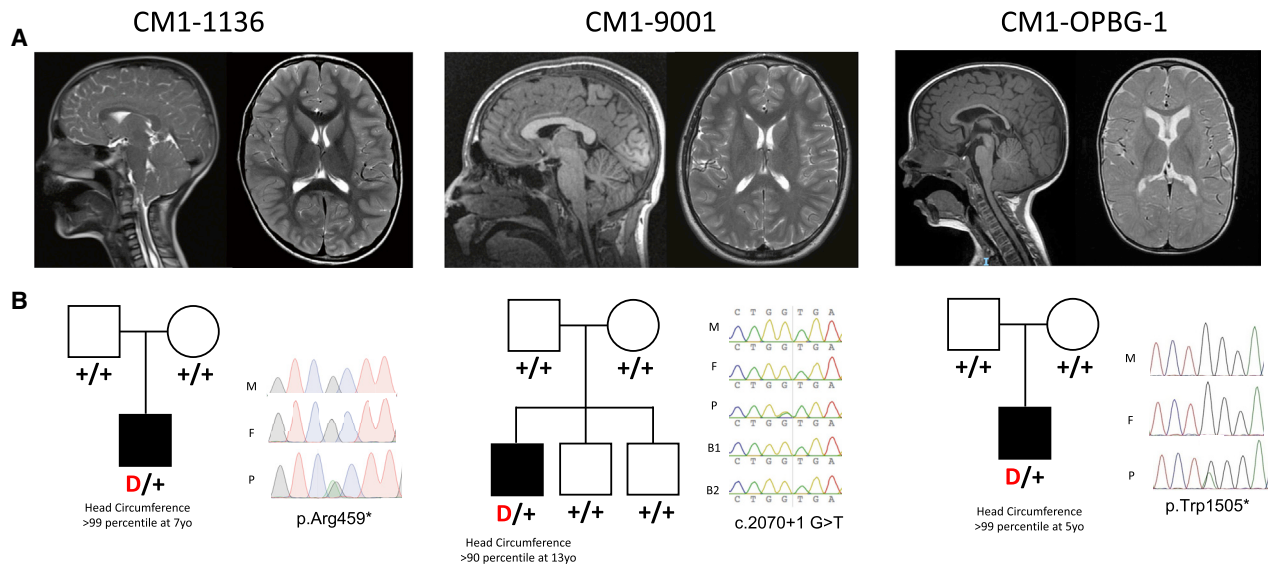 CM1-1136
CM1-9001
CM1-OPBG-1
A
B
+/+
+/+
D/+
Head Circumference
>99 percentile at 7yo
M
F
P
p.Arg459*
+/+
+/+
D/+
+/+
+/+
Head Circumference
>90 percentile at 13yo
C T G G T G A
M
C T G G T G A
F
C T G G T G A
P
C T G G T G A
B1
C T G G T G A
B2
C T G G T G A
c.2070+1 G>T
+/+
+/+
D/+
Head Circumference
>99 percentile at 5yo
M
F
P
p.Trp1505*